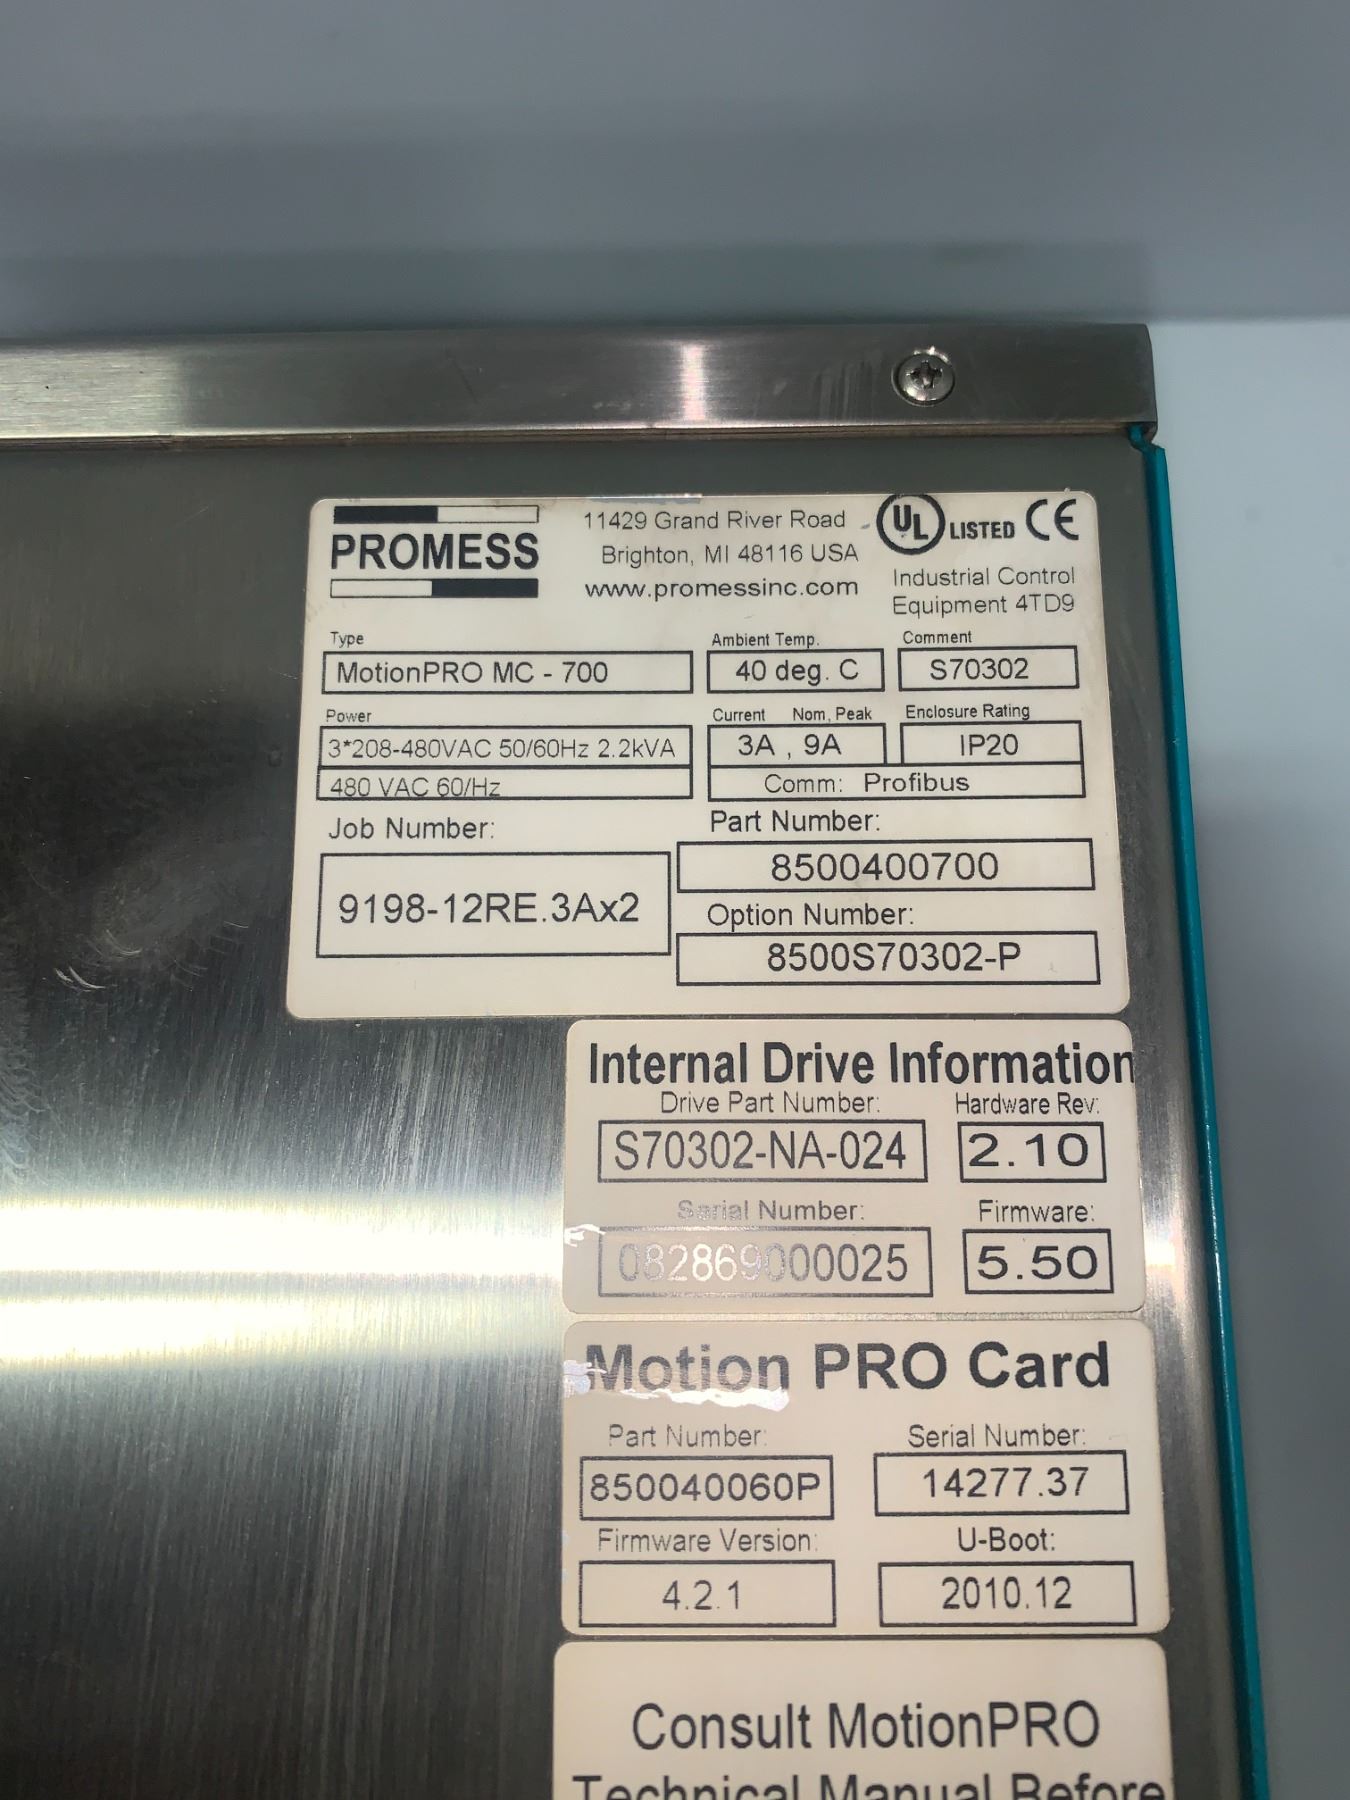 PROMESS
11429 Grand River Road
Brighton, MI 48116 USA
www.promessinc.com
UL LISTED CE
Industrial Control
Equipment 4TD9
Type
MotionPRO MC - 700
Ambient Temp.
40 deg. C
Comment
S70302
Power
3*208-480VAC 50/60Hz 2.2kVA
480 VAC 60/Hz
Current Nom, Peak
3A , 9A
Enclosure Rating
IP20
Comm: Profibus
Job Number:
9198-12RE.3Ax2
Part Number:
8500400700
Option Number:
8500S70302-P
Internal Drive Information
Drive Part Number:
S70302-NA-024
Hardware Rev:
2.10
Serial Number:
082869000025
Firmware:
5.50
Motion PRO Card
Part Number:
850040060P
Serial Number:
14277.37
Firmware Version:
4.2.1
U-Boot:
2010.12
Consult MotionPRO
Technical Manual Before